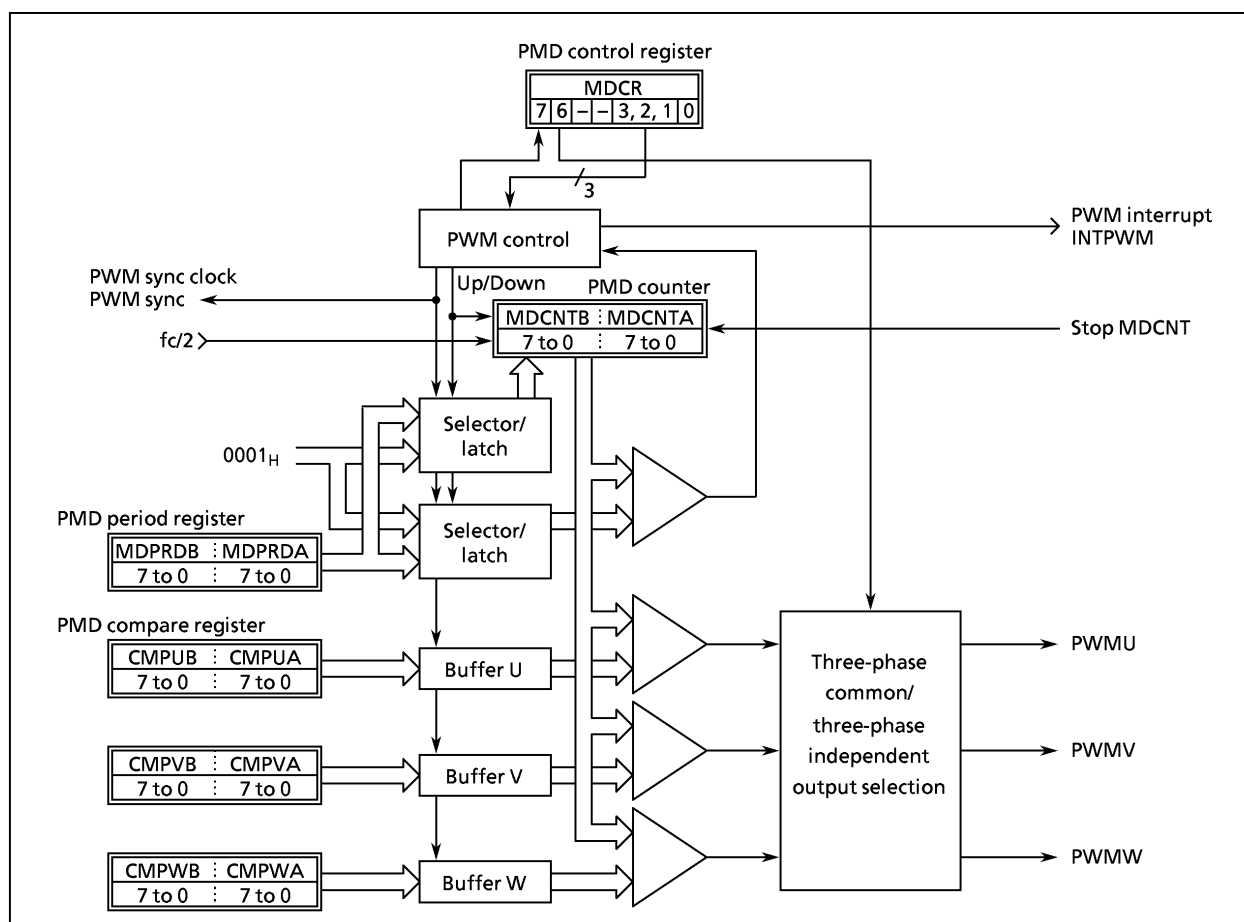 PMD control register
MDCR
7 6 – – 3, 2, 1 0
3
PWM control
PWM interrupt
INTPWM
PWM sync clock
PWM sync
Up/Down
PMD counter
MDCNTB MDCNTA
7 to 0 7 to 0
Stop MDCNT
fc/2
Selector/
latch
0001H
PMD period register
MDPRDB MDPRDA
7 to 0 7 to 0
Selector/
latch
PMD compare register
CMPUB CMPUA
7 to 0 7 to 0
Buffer U
CMPVB CMPVA
7 to 0 7 to 0
Buffer V
CMPWB CMPWA
7 to 0 7 to 0
Buffer W
Three-phase
common/
three-phase
independent
output selection
PWMU
PWMV
PWMW